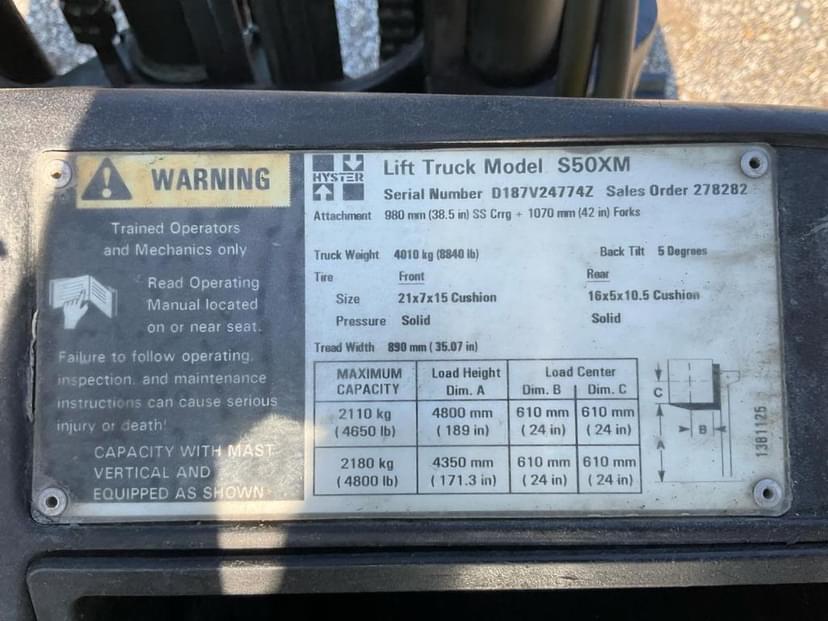 WARNING
Trained Operators
and Mechanics only
Read Operating
Manual located
on or near seat.
Failure to follow operating,
inspection, and maintenance
instructions can cause serious
injury or death!
CAPACITY WITH MAST
VERTICAL AND
EQUIPPED AS SHOWN
HYSTER
Lift Truck Model S50XM
Serial Number D187V24774Z Sales Order 278282
Attachment 980 mm (38.5 in) SS Crrg + 1070 mm (42 in) Forks
Truck Weight 4010 kg (8840 lb) Back Tilt 5 Degrees
Tire Front Rear
Size 21x7x15 Cushion 16x5x10.5 Cushion
Pressure Solid Solid
Tread Width 890 mm (35.07 in)
MAXIMUM Load Height Load Center
CAPACITY Dim. A Dim. B Dim. C
2110 kg 4800 mm 610 mm 610 mm
(4650 lb) (189 in) (24 in) (24 in)
2180 kg 4350 mm 610 mm 610 mm
(4800 lb) (171.3 in) (24 in) (24 in)
C
A
B
1381125